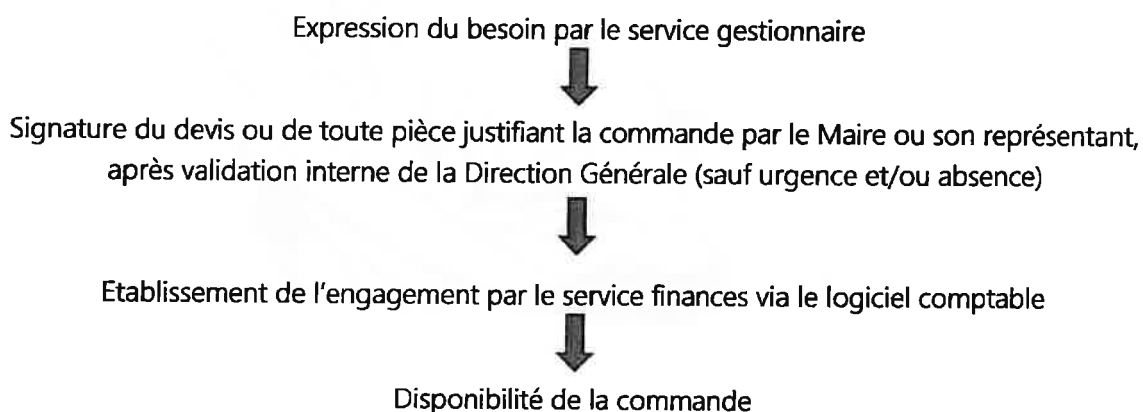 Expression du besoin par le service gestionnaire
Signature du devis ou de toute pièce justifiant la commande par le Maire ou son représentant,
après validation interne de la Direction Générale (sauf urgence et/ou absence)
Etablissement de l'engagement par le service finances via le logiciel comptable
Disponibilité de la commande